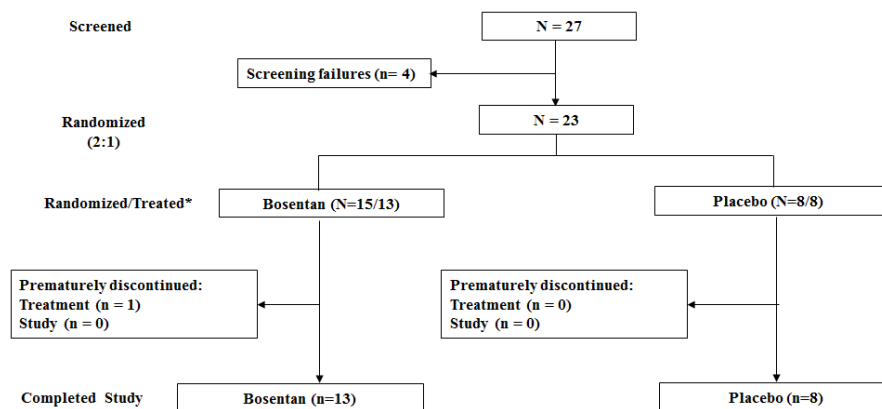 Screened
N = 27
Screening failures (n= 4)
Randomized
(2:1)
N = 23
Randomized/Treated*
Bosentan (N=15/13)
Placebo (N=8/8)
Prematurely discontinued:
Treatment (n = 1)
Study (n = 0)
Prematurely discontinued:
Treatment (n = 0)
Study (n = 0)
Completed Study
Bosentan (n=13)
Placebo (n=8)